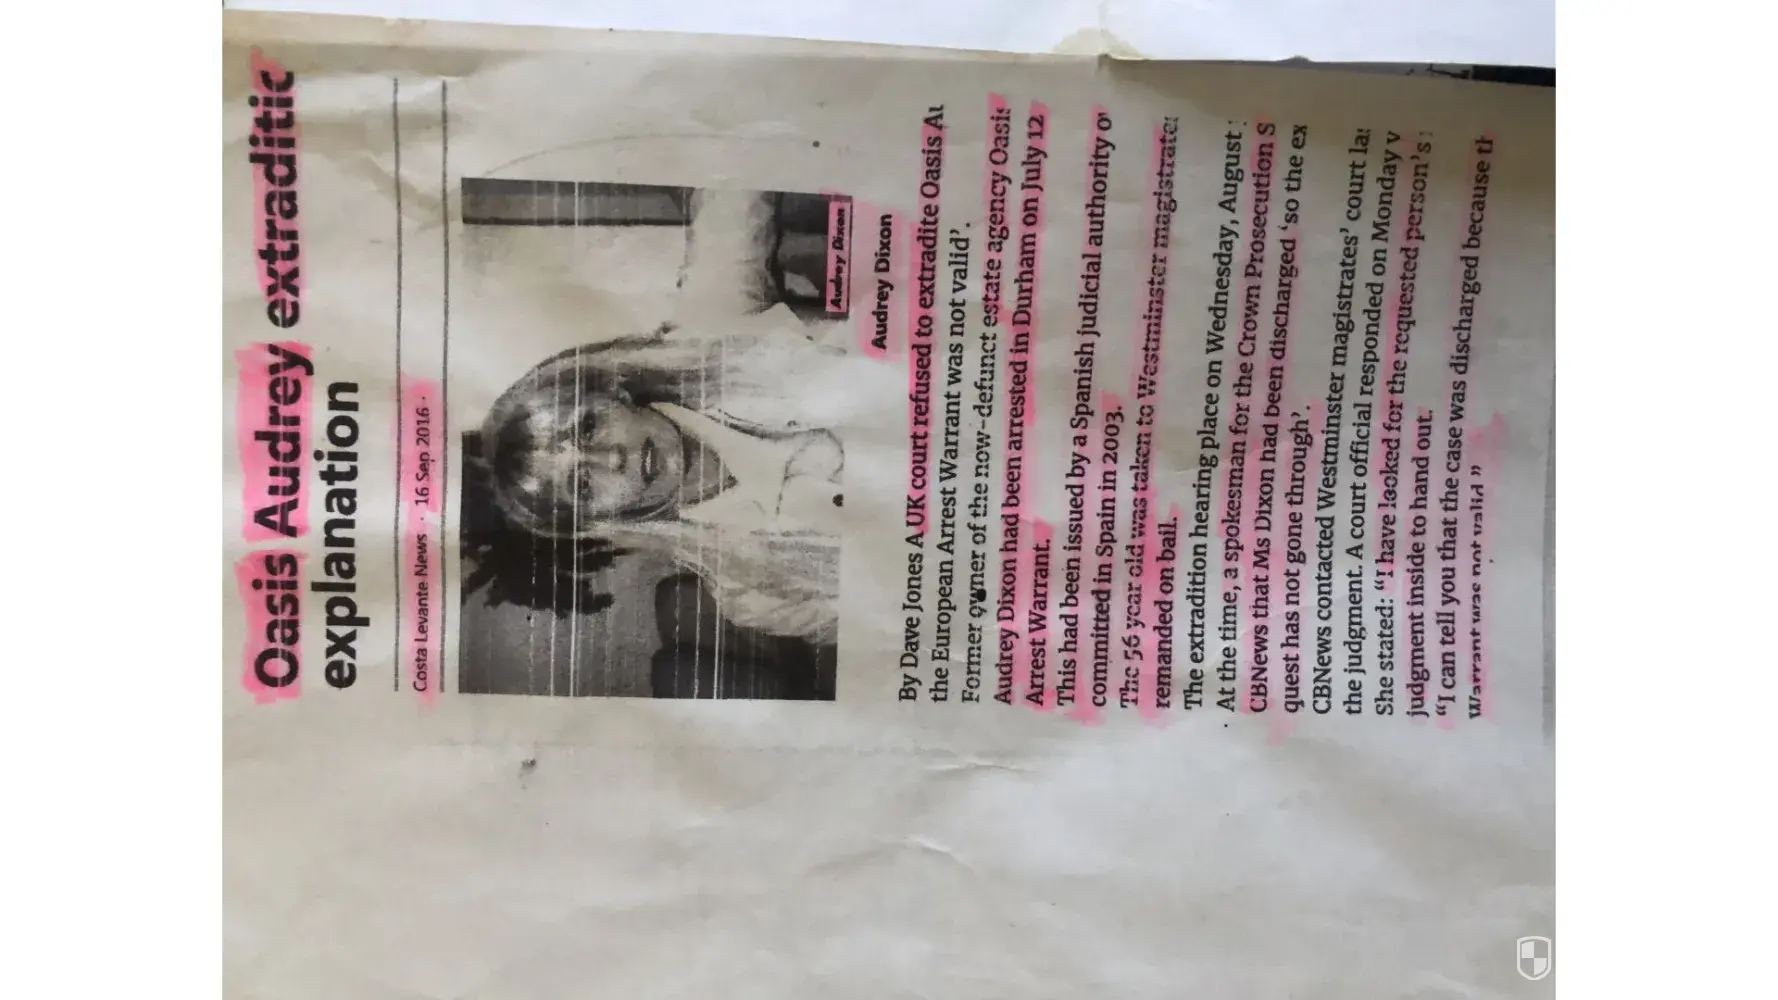 Oasis Audrey extraditic
explanation
Costa Levante News · 16 Sep 2016 ·
Audrey Dixon
Audrey Dixon
By Dave Jones A UK court refused to extradite Oasis Au
the European Arrest Warrant was not valid’.
Former owner of the now-defunct estate agency Oasis
Audrey Dixon had been arrested in Durham on July 12
Arrest Warrant.
This had been issued by a Spanish judicial authority o
committed in Spain in 2003.
The 56 year old was taken to Westminster magistrates
remanded on bail.
The extradition hearing place on Wednesday, August
At the time, a spokesman for the Crown Prosecution S
CBNews that Ms Dixon had been discharged ‘so the ex
quest has not gone through’.
CBNews contacted Westminster magistrates’ court las
the judgment. A court official responded on Monday v
She stated: “I have looked for the requested person’s
judgment inside to hand out.
“I can tell you that the case was discharged because th
Warrant was not valid.”